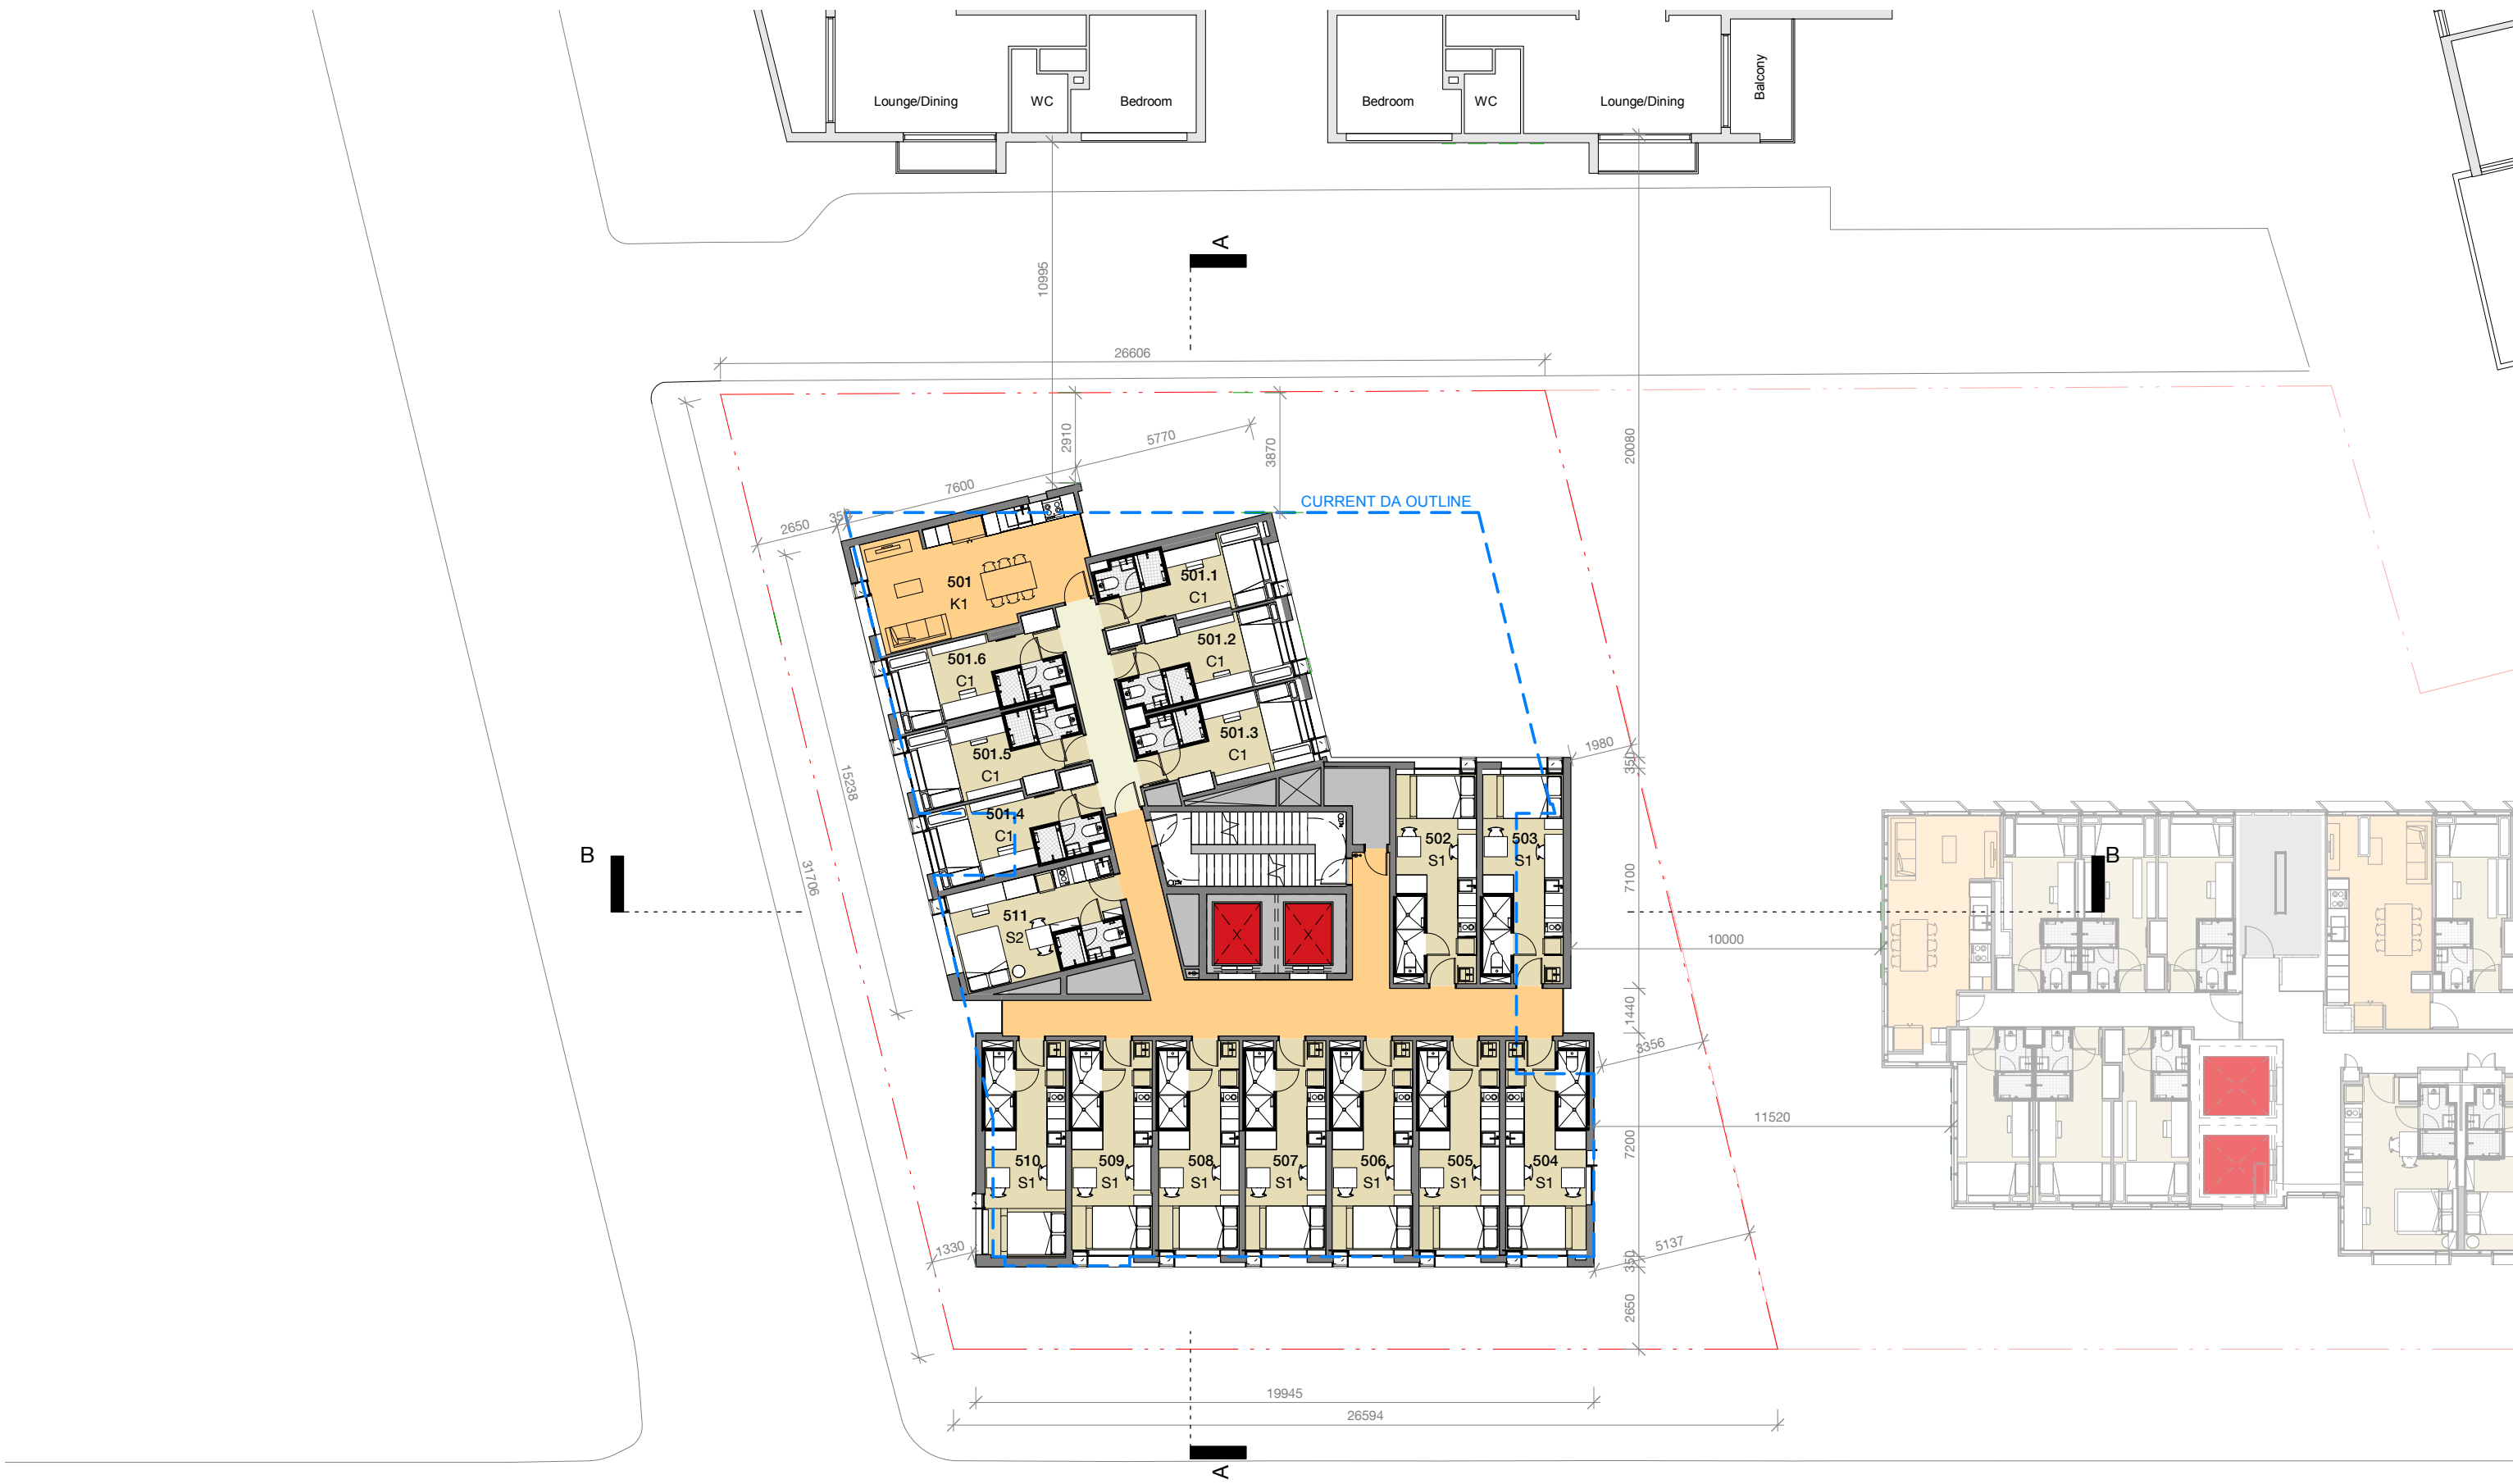 Lounge/Dining
WC
Bedroom
Bedroom
WC
Lounge/Dining
Balcony
A
10995
26606
20080
2910
5770
3870
7600
2650
350
CURRENT DA OUTLINE
501
K1
501.1
C1
501.2
C1
501.6
C1
501.3
C1
501.5
C1
501.4
C1
1980
350
15238
31706
502
S1
503
S1
7100
B
B
511
S2
10000
1440
3356
11520
7200
510
S1
509
S1
508
S1
507
S1
506
S1
505
S1
504
S1
1330
5137
350
2650
19945
26594
A